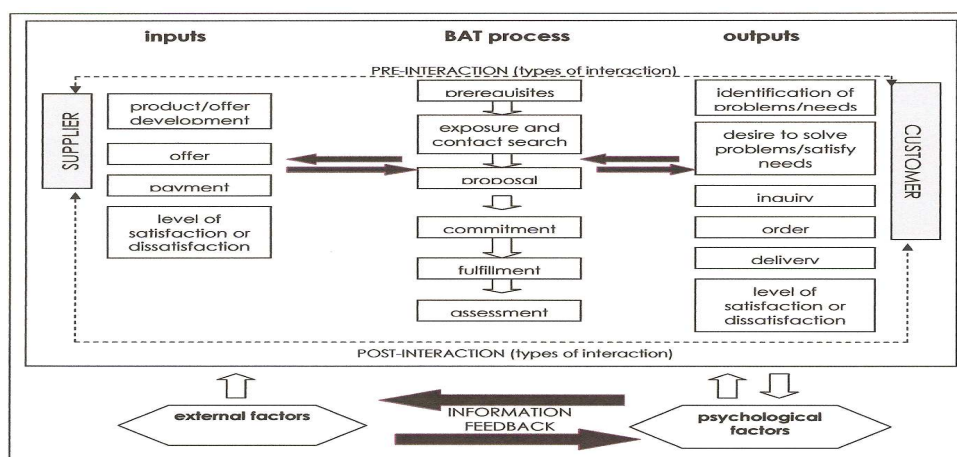 inputs
BAT process
outputs
PRE-INTERACTION (types of interaction)
SUPPLIER
product/offer
development
offer
payment
level of
satisfaction or
dissatisfaction
prerequisites
exposure and
contact search
proposal
commitment
fulfillment
assessment
identification of
problems/needs
desire to solve
problems/satisfy
needs
inquiry
order
delivery
level of
satisfaction or
dissatisfaction
CUSTOMER
POST-INTERACTION (types of interaction)
external factors
INFORMATION
FEEDBACK
psychological
factors